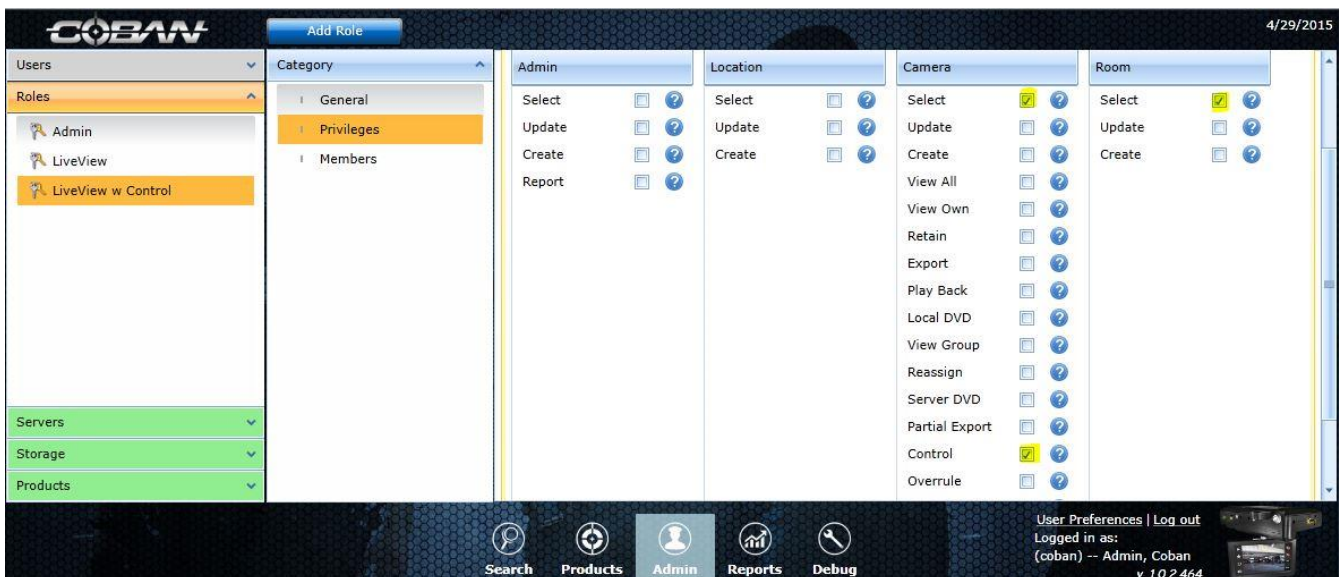 COBAN
Add Role
4/29/2015
Users
Roles
Admin
LiveView
LiveView w Control
Servers
Storage
Products
Category
General
Privileges
Members
Admin
Select
Update
Create
Report
Location
Select
Update
Create
Camera
Select
Update
Create
View All
View Own
Retain
Export
Play Back
Local DVD
View Group
Reassign
Server DVD
Partial Export
Control
Overrule
Room
Select
Update
Create
Search
Products
Admin
Reports
Debug
User Preferences | Log out
Logged in as:
(coban) -- Admin, Coban
v. 10.2.464